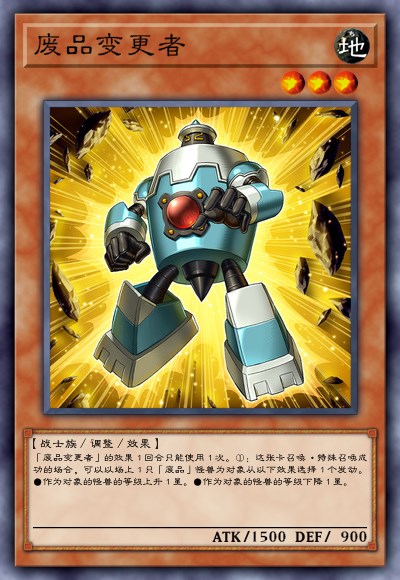 废品变更者
地
【战士族／调整／效果】
「废品变更者」的效果1回合只能使用1次。①：这张卡召唤·特殊召唤成
功的场合，可以以场上1只「废品」怪兽为对象从以下效果选择1个发动。
●作为对象的怪兽的等级上升1星。●作为对象的怪兽的等级下降1星。
ATK/1500 DEF/ 900